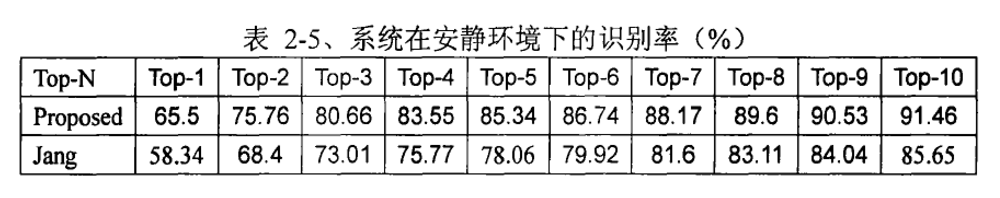 表 2-5、系统在安静环境下的识别率（%）
Top-N Top-1 Top-2 Top-3 Top-4 Top-5 Top-6 Top-7 Top-8 Top-9 Top-10
Proposed 65.5 75.76 80.66 83.55 85.34 86.74 88.17 89.6 90.53 91.46
Jang 58.34 68.4 73.01 75.77 78.06 79.92 81.6 83.11 84.04 85.65